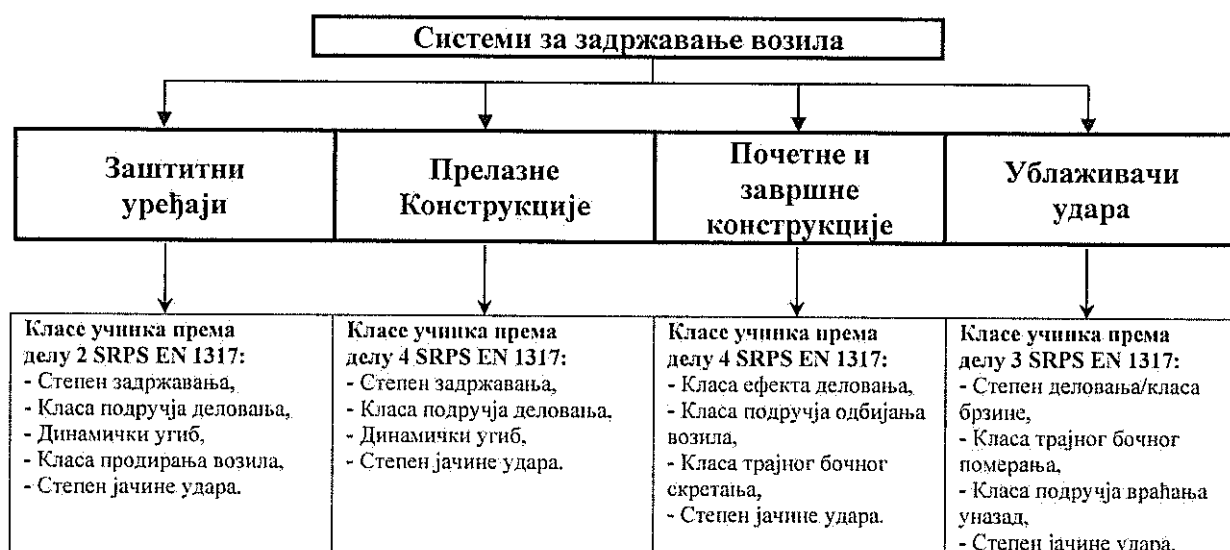 Системи за задржавање возила
Заштитни
уређаји
Прелазне
Конструкције
Почетне и
завршне
конструкције
Ублаживачи
удара
Класе учинка према
делу 2 SRPS EN 1317:
- Степен задржавања,
- Класа подручја деловања,
- Динамички угиб,
- Класа продирања возила,
- Степен јачине удара.
Класе учинка према
делу 4 SRPS EN 1317:
- Степен задржавања,
- Класа подручја деловања,
- Динамички угиб,
- Степен јачине удара.
Класе учинка према
делу 4 SRPS EN 1317:
- Класа ефекта деловања,
- Класа подручја одбијања
возила,
- Класа трајног бочног
скретања,
- Степен јачине удара.
Класе учинка према
делу 3 SRPS EN 1317:
- Степен деловања/класа
брзине,
- Класа трајног бочног
померања,
- Класа подручја враћања
уназад,
- Степен јачине удара.